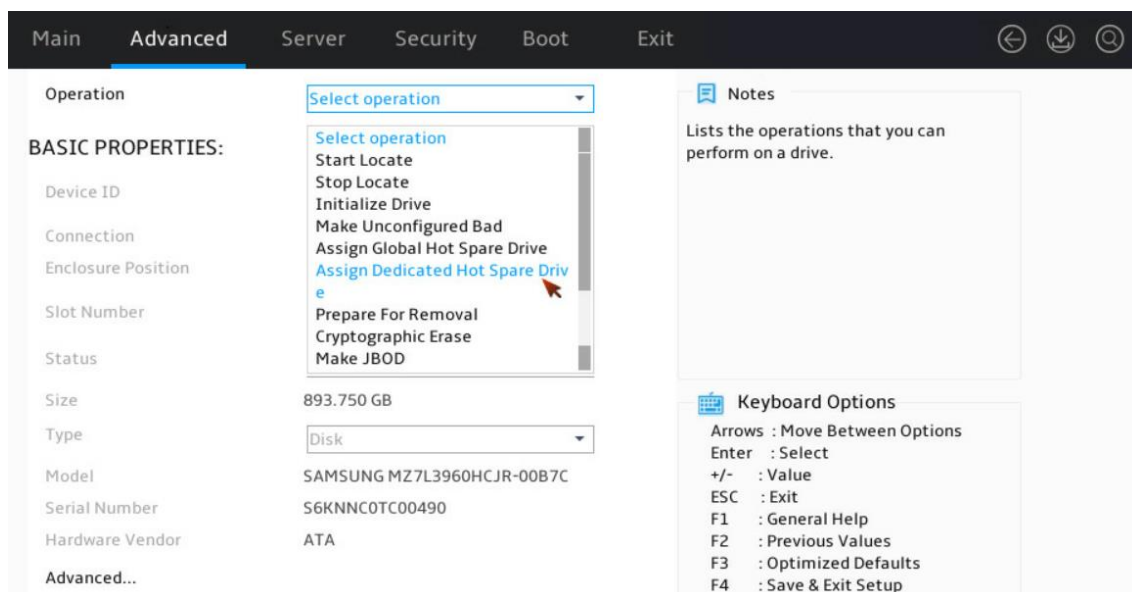 Main Advanced Server Security Boot Exit
Operation
Select operation
Select operation
Start Locate
Stop Locate
Initialize Drive
Make Unconfigured Bad
Assign Global Hot Spare Drive
Assign Dedicated Hot Spare Driv
e
Prepare For Removal
Cryptographic Erase
Make JBOD
BASIC PROPERTIES:
Device ID
Connection
Enclosure Position
Slot Number
Status
Size 893.750 GB
Type Disk
Model SAMSUNG MZ7L3960HCJR-00B7C
Serial Number S6KNNC0TC00490
Hardware Vendor ATA
Advanced...
Notes
Lists the operations that you can
perform on a drive.
Keyboard Options
Arrows : Move Between Options
Enter : Select
+/- : Value
ESC : Exit
F1 : General Help
F2 : Previous Values
F3 : Optimized Defaults
F4 : Save & Exit Setup